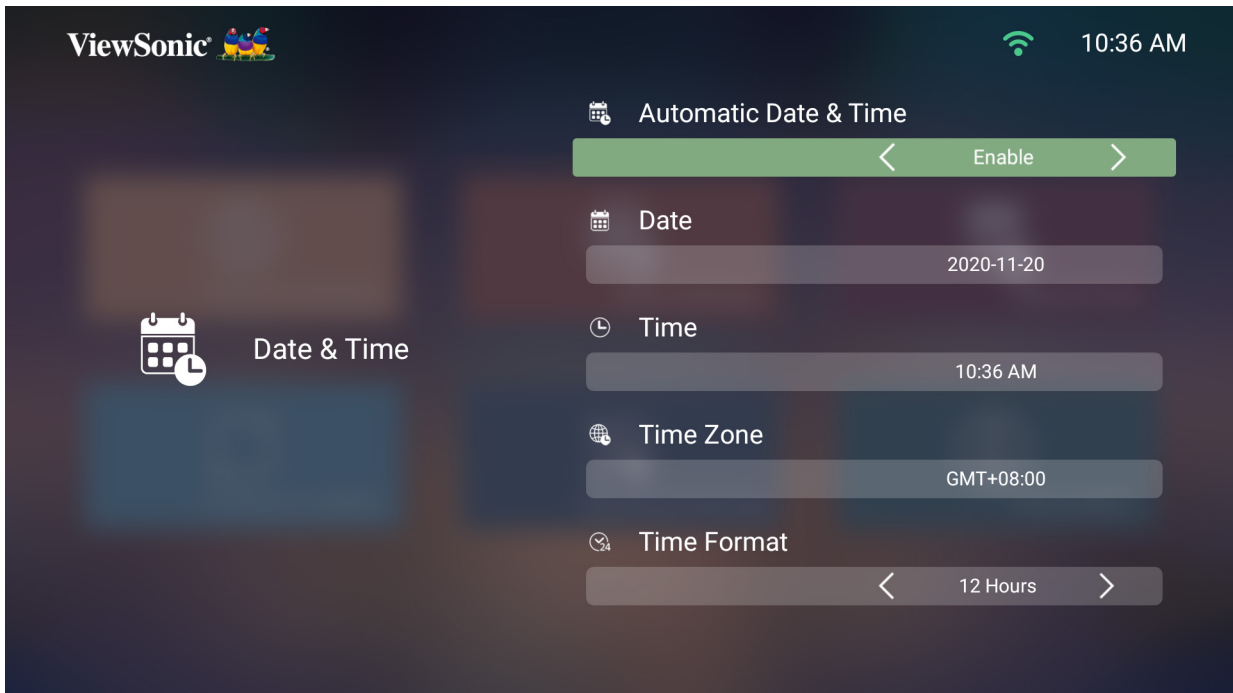 ViewSonic®
10:36 AM
Automatic Date & Time
Enable
Date
2020-11-20
Date & Time
Time
10:36 AM
Time Zone
GMT+08:00
24
Time Format
12 Hours